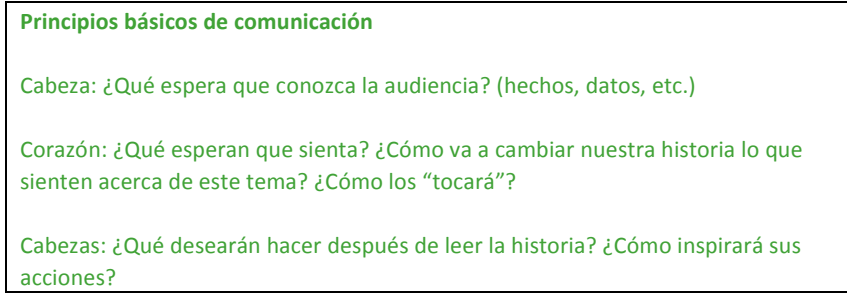 Principios básicos de comunicación
Cabeza: ¿Qué espera que conozca la audiencia? (hechos, datos, etc.)
Corazón: ¿Qué esperan que sienta? ¿Cómo va a cambiar nuestra historia lo que
sienten acerca de este tema? ¿Cómo los “tocará”?
Cabezas: ¿Qué desearán hacer después de leer la historia? ¿Cómo inspirará sus
acciones?